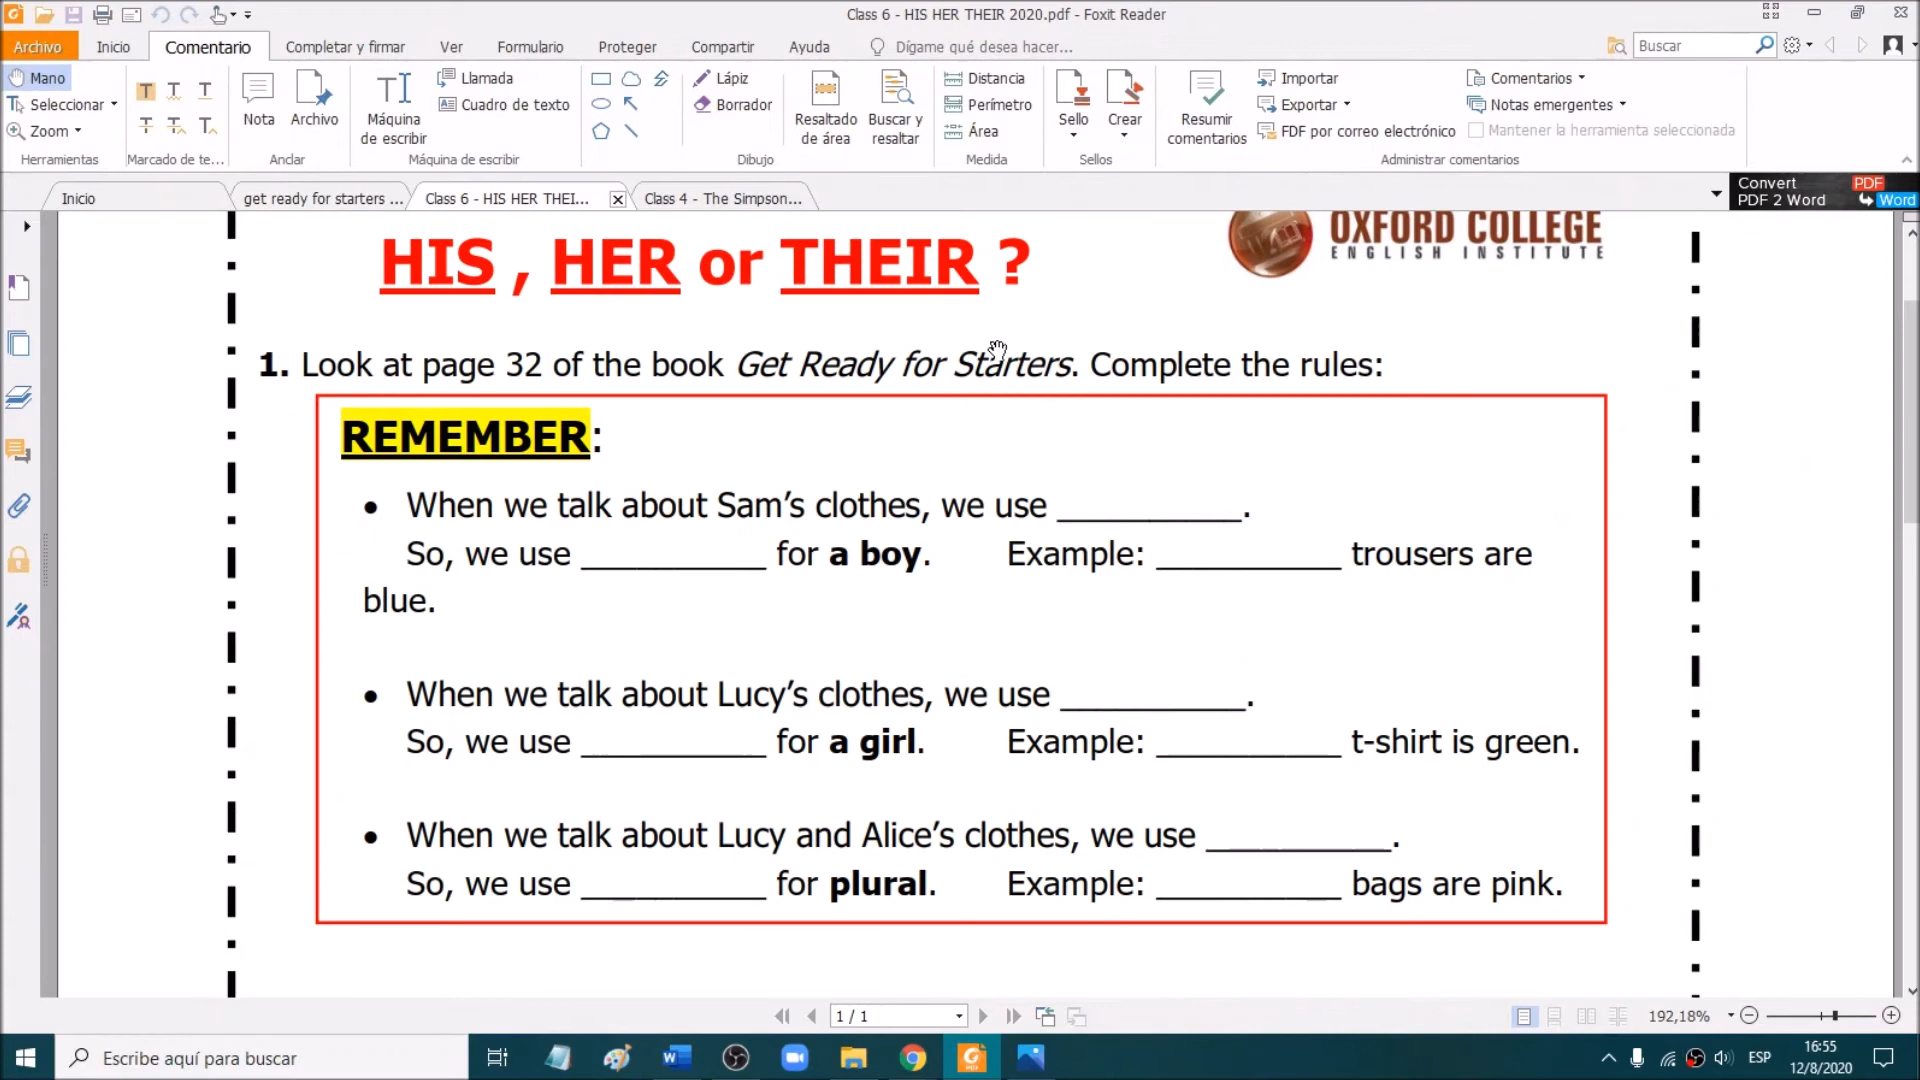 Class 6 - HIS HER THEIR 2020.pdf - Foxit Reader
Archivo Inicio Comentario Completar y firmar Ver Formulario Proteger Compartir Ayuda Dígame qué desea hacer... Buscar
Mano
Seleccionar
Zoom
Herramientas
Marcado de te...
Nota
Archivo
Anclar
Máquina de escribir
Llamada
Cuadro de texto
Máquina de escribir
Lápiz
Borrador
Dibujo
Resaltado de área
Buscar y resaltar
Distancia
Perímetro
Área
Medida
Sello
Crear
Sellos
Resumir comentarios
Importar
Exportar
FDF por correo electrónico
Comentarios
Notas emergentes
Mantener la herramienta seleccionada
Administrar comentarios
Inicio
get ready for starters ...
Class 6 - HIS HER THEI...
Class 4 - The Simpson...
Convert
PDF 2 Word
PDF
Word
OXFORD COLLEGE
ENGLISH INSTITUTE
HIS , HER or THEIR ?
1. Look at page 32 of the book Get Ready for Starters. Complete the rules:
REMEMBER:
• When we talk about Sam’s clothes, we use __________.
So, we use __________ for a boy. Example: __________ trousers are
blue.
• When we talk about Lucy’s clothes, we use __________.
So, we use __________ for a girl. Example: __________ t-shirt is green.
• When we talk about Lucy and Alice’s clothes, we use __________.
So, we use __________ for plural. Example: __________ bags are pink.
1 / 1
192,18%
Escribe aquí para buscar
ESP
16:55
12/8/2020